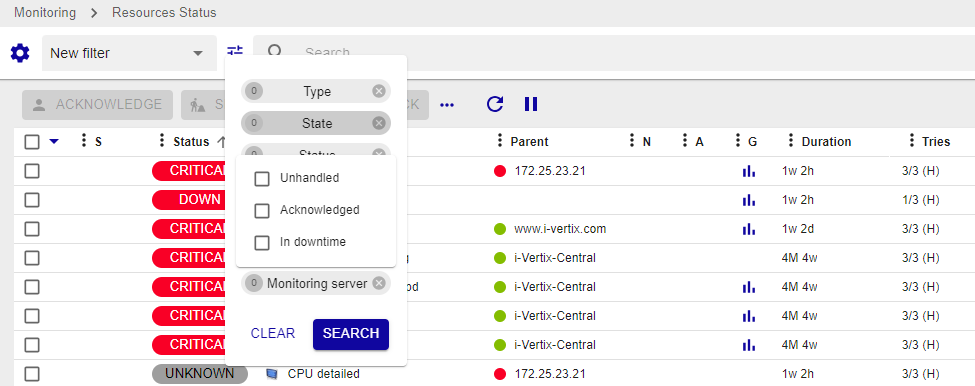 Monitoring > Resources Status
New filter
Search
0 Type
ACKNOWLEDGE
0 State
S Status Parent N A G Duration Tries
0 Status
CRITICAL 172.25.23.21 1w 2h 3/3 (H)
Unhandled
DOWN 1w 2h 1/3 (H)
Acknowledged
CRITICAL www.i-vertix.com 1w 2d 3/3 (H)
In downtime
CRITICAL i-Vertix-Central 4M 4w 3/3 (H)
0 Monitoring server
CRITICAL i-Vertix-Central 4M 4w 3/3 (H)
CRITICAL i-Vertix-Central 4M 4w 3/3 (H)
CLEAR SEARCH
CRITICAL i-Vertix-Central 4M 4w 3/3 (H)
UNKNOWN CPU detailed 172.25.23.21 1w 2h 3/3 (H)